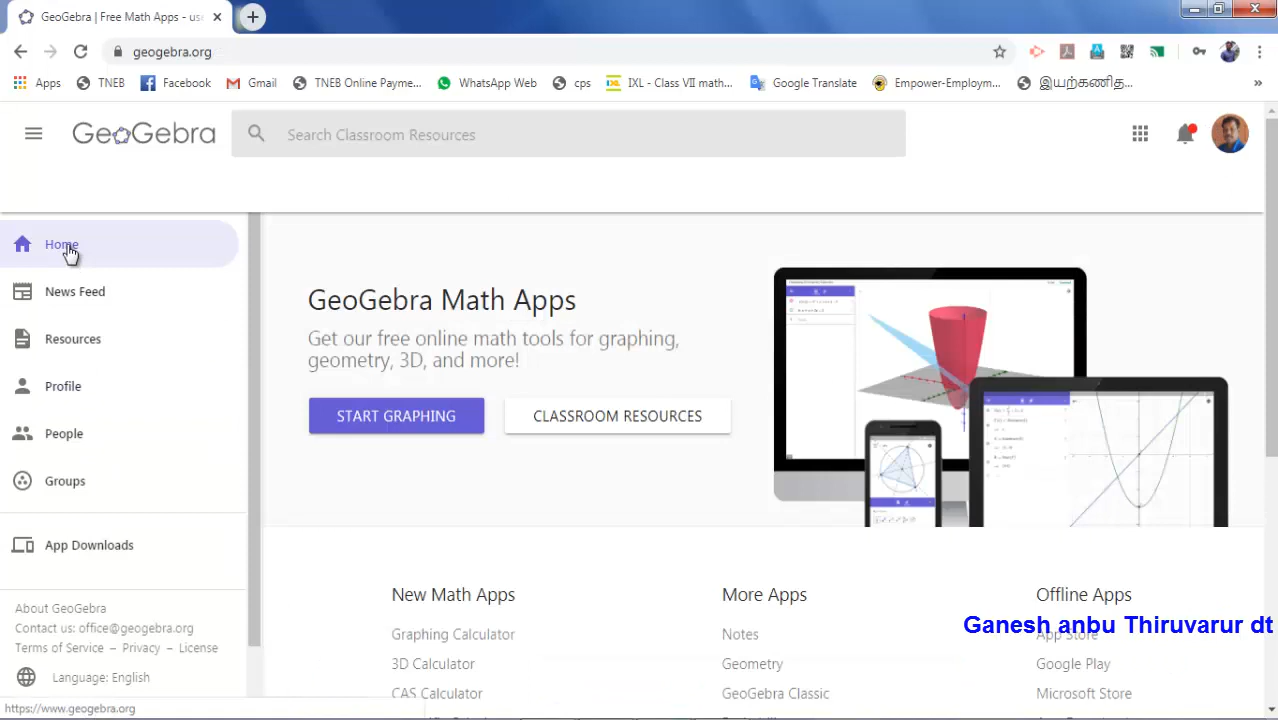 GeoGebra | Free Math Apps - use
geogebra.org
Apps TNEB Facebook Gmail TNEB Online Payme... WhatsApp Web cps IXL - Class VII math... Google Translate Empower-Employm... இயற்கணித...
GeoGebra Search Classroom Resources
Home
News Feed
Resources
Profile
People
Groups
App Downloads
About GeoGebra
Contact us: office@geogebra.org
Terms of Service – Privacy – License
Language: English
https://www.geogebra.org
GeoGebra Math Apps
Get our free online math tools for graphing,
geometry, 3D, and more!
START GRAPHING CLASSROOM RESOURCES
New Math Apps
Graphing Calculator
3D Calculator
CAS Calculator
More Apps
Notes
Geometry
GeoGebra Classic
Offline Apps
App Store
Google Play
Microsoft Store
Ganesh anbu Thiruvarur dt